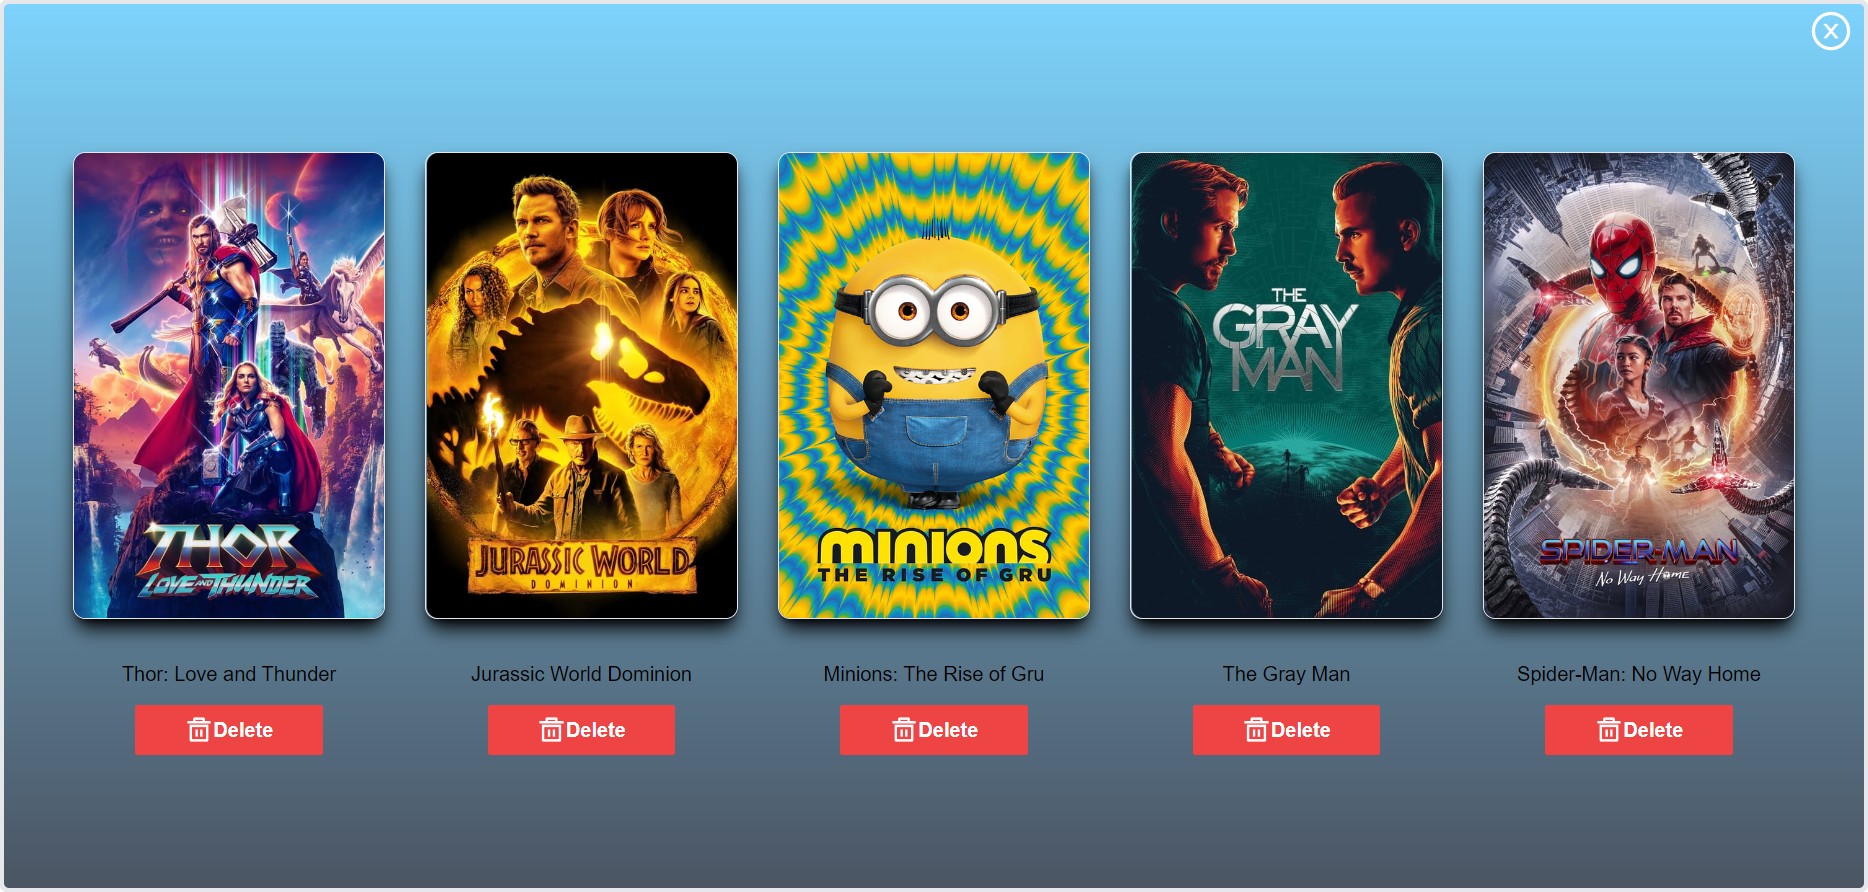 X
THOR
LOVE AND THUNDER
JURASSIC WORLD
DOMINION
minions
THE RISE OF GRU
THE
GRAY
MAN
SPIDER-MAN
No Way Home
Thor: Love and Thunder
Jurassic World Dominion
Minions: The Rise of Gru
The Gray Man
Spider-Man: No Way Home
Delete
Delete
Delete
Delete
Delete